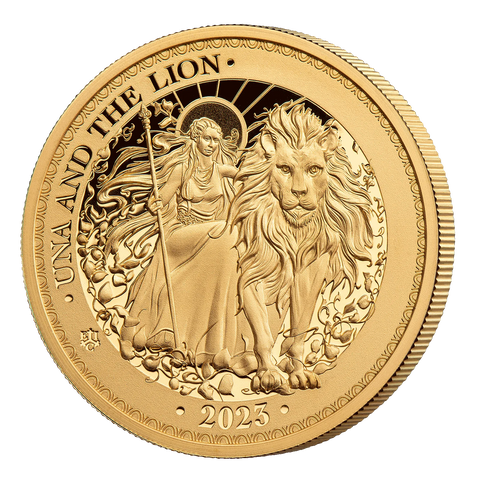 · UNA AND THE LION ·
· 2023 ·